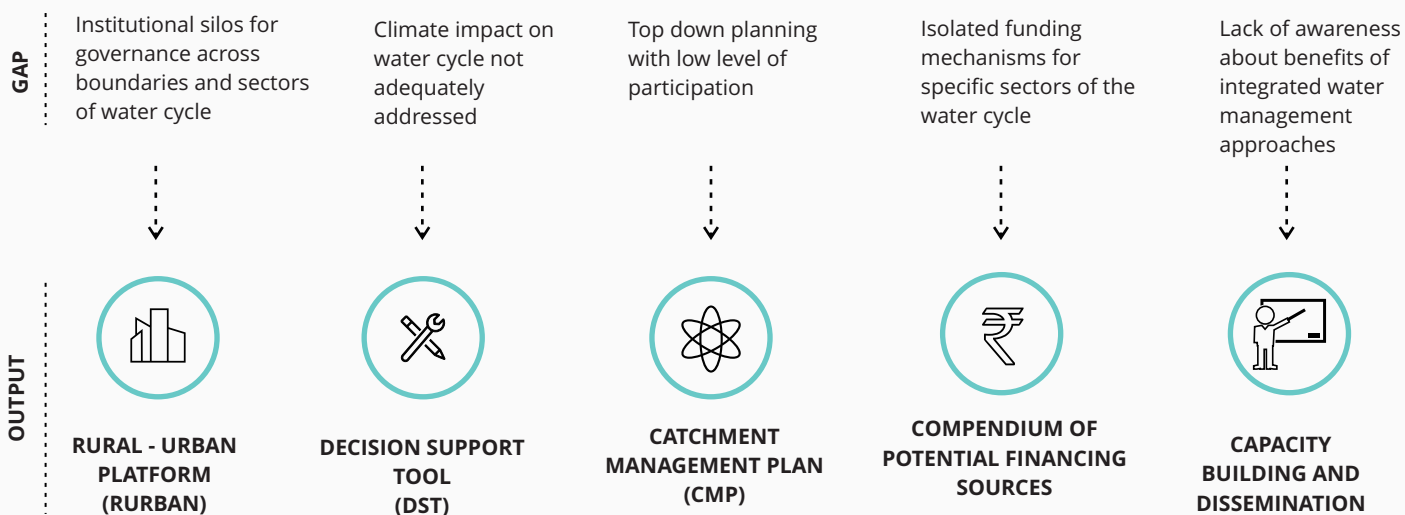 GAP
Institutional silos for
governance across
boundaries and sectors
of water cycle
Climate impact on
water cycle not
adequately
addressed
Top down planning
with low level of
participation
Isolated funding
mechanisms for
specific sectors of the
water cycle
Lack of awareness
about benefits of
integrated water
management
approaches
OUTPUT
RURAL - URBAN
PLATFORM
(RURBAN)
DECISION SUPPORT
TOOL
(DST)
CATCHMENT
MANAGEMENT PLAN
(CMP)
COMPENDIUM OF
POTENTIAL FINANCING
SOURCES
CAPACITY
BUILDING AND
DISSEMINATION